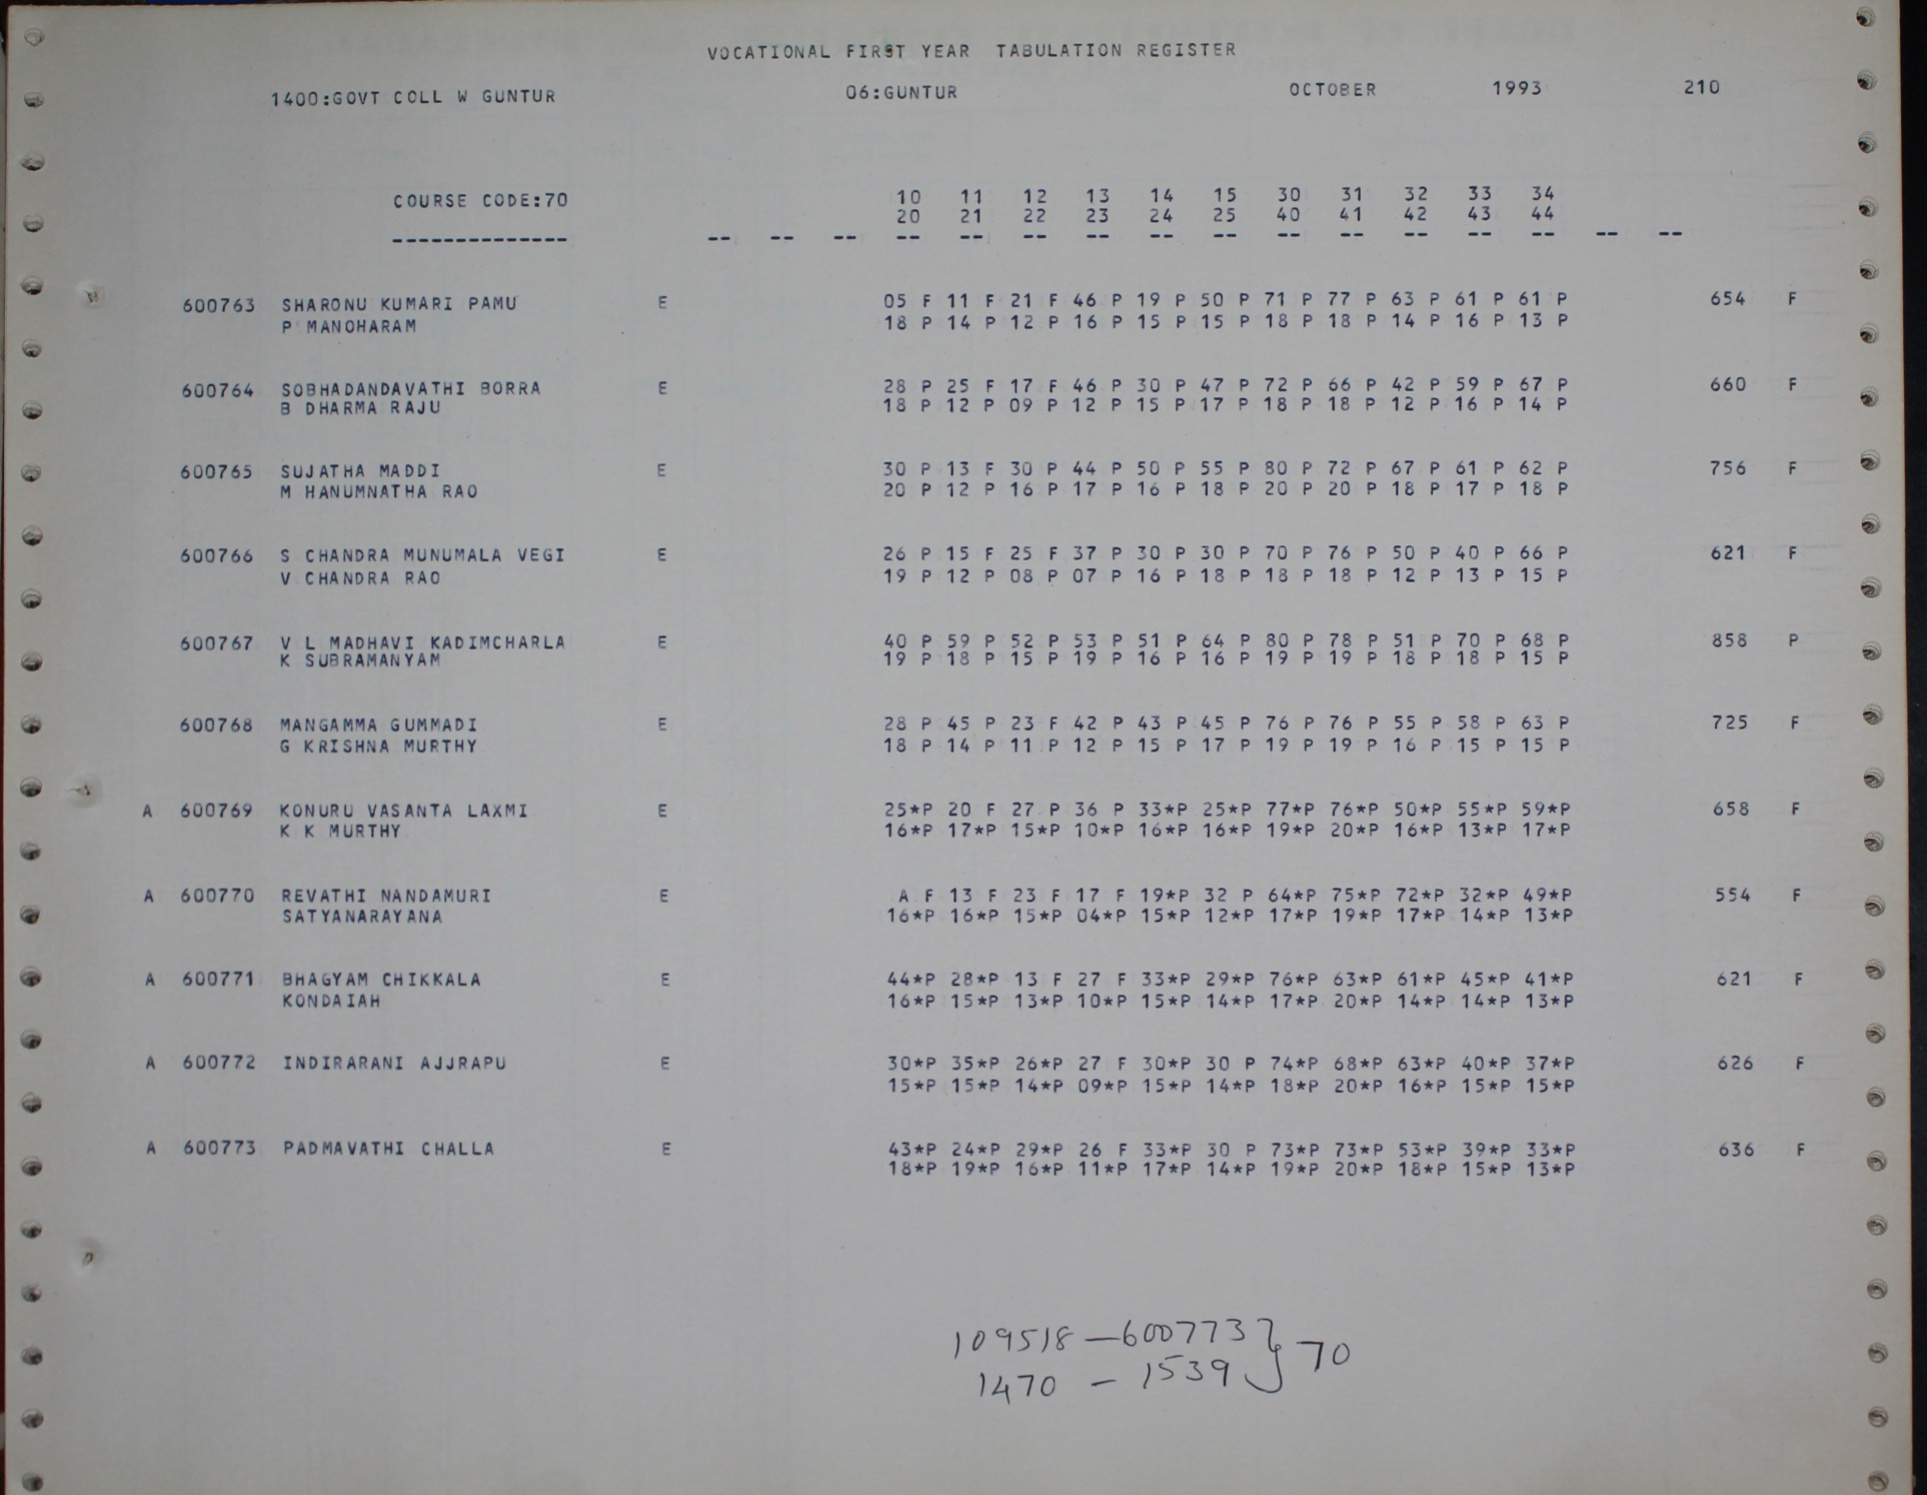 VOCATIONAL FIRST YEAR TABULATION REGISTER
1400:GOVT COLL W GUNTUR 06:GUNTUR OCTOBER 1993 210
COURSE CODE:70 10 11 12 13 14 15 30 31 32 33 34
20 21 22 23 24 25 40 41 42 43 44
-------------- -- -- -- -- -- -- -- -- -- -- -- -- -- -- -- --
600763 SHARONU KUMARI PAMU E 05 F 11 F 21 F 46 P 19 P 50 P 71 P 77 P 63 P 61 P 61 P 654 F
P MANOHARAM 18 P 14 P 12 P 16 P 15 P 15 P 18 P 18 P 14 P 16 P 13 P
600764 SOBHADANDAVATHI BORRA E 28 P 25 F 17 F 46 P 30 P 47 P 72 P 66 P 42 P 59 P 67 P 660 F
B DHARMA RAJU 18 P 12 P 09 P 12 P 15 P 17 P 18 P 18 P 12 P 16 P 14 P
600765 SUJATHA MADDI E 30 P 13 F 30 P 44 P 50 P 55 P 80 P 72 P 67 P 61 P 62 P 756 F
M HANUMNATHA RAO 20 P 12 P 16 P 17 P 16 P 18 P 20 P 20 P 18 P 17 P 18 P
600766 S CHANDRA MUNUMALA VEGI E 26 P 15 F 25 F 37 P 30 P 30 P 70 P 76 P 50 P 40 P 66 P 621 F
V CHANDRA RAO 19 P 12 P 08 P 07 P 16 P 18 P 18 P 18 P 12 P 13 P 15 P
600767 V L MADHAVI KADIMCHARLA E 40 P 59 P 52 P 53 P 51 P 64 P 80 P 78 P 51 P 70 P 68 P 858 P
K SUBRAMANYAM 19 P 18 P 15 P 19 P 16 P 16 P 19 P 19 P 18 P 18 P 15 P
600768 MANGAMMA GUMMADI E 28 P 45 P 23 F 42 P 43 P 45 P 76 P 76 P 55 P 58 P 63 P 725 F
G KRISHNA MURTHY 18 P 14 P 11 P 12 P 15 P 17 P 19 P 19 P 16 P 15 P 15 P
A 600769 KONURU VASANTA LAXMI E 25*P 20 F 27 P 36 P 33*P 25*P 77*P 76*P 50*P 55*P 59*P 658 F
K K MURTHY 16*P 17*P 15*P 10*P 16*P 16*P 19*P 20*P 16*P 13*P 17*P
A 600770 REVATHI NANDAMURI E A F 13 F 23 F 17 F 19*P 32 P 64*P 75*P 72*P 32*P 49*P 554 F
SATYANARAYANA 16*P 16*P 15*P 04*P 15*P 12*P 17*P 19*P 17*P 14*P 13*P
A 600771 BHAGYAM CHIKKALA E 44*P 28*P 13 F 27 F 33*P 29*P 76*P 63*P 61*P 45*P 41*P 621 F
KONDAIAH 16*P 15*P 13*P 10*P 15*P 14*P 17*P 20*P 14*P 14*P 13*P
A 600772 INDIRARANI AJJRAPU E 30*P 35*P 26*P 27 F 30*P 30 P 74*P 68*P 63*P 40*P 37*P 626 F
15*P 15*P 14*P 09*P 15*P 14*P 18*P 20*P 16*P 15*P 15*P
A 600773 PADMAVATHI CHALLA E 43*P 24*P 29*P 26 F 33*P 30 P 73*P 73*P 53*P 39*P 33*P 636 F
18*P 19*P 16*P 11*P 17*P 14*P 19*P 20*P 18*P 15*P 13*P
109518 — 600773 } 70
1470 – 1539